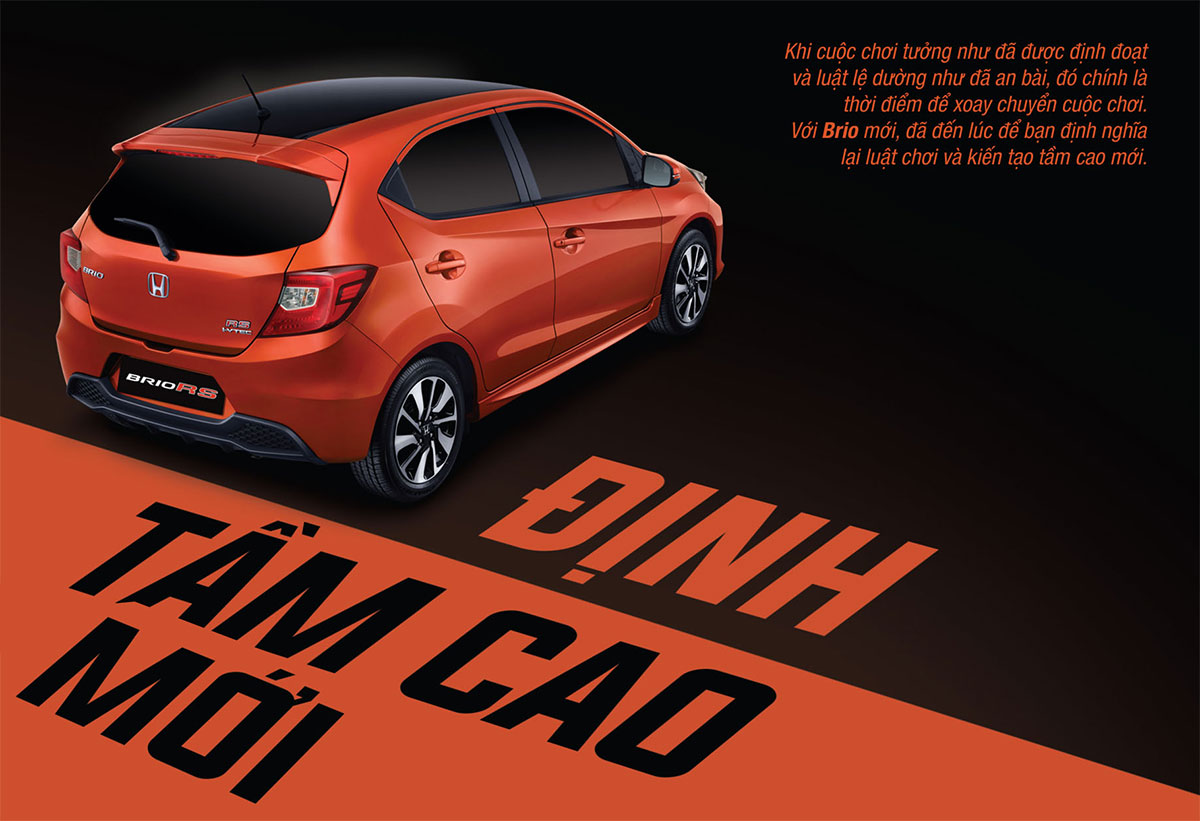 Khi cuộc chơi tưởng như đã được định đoạt
và luật lệ dường như đã an bài, đó chính là
thời điểm để xoay chuyển cuộc chơi.
Với Brio mới, đã đến lúc để bạn định nghĩa
lại luật chơi và kiến tạo tầm cao mới.
BRIO
RS
i-VTEC
BRIO RS
ĐỊNH
TẦM CAO
MỚI